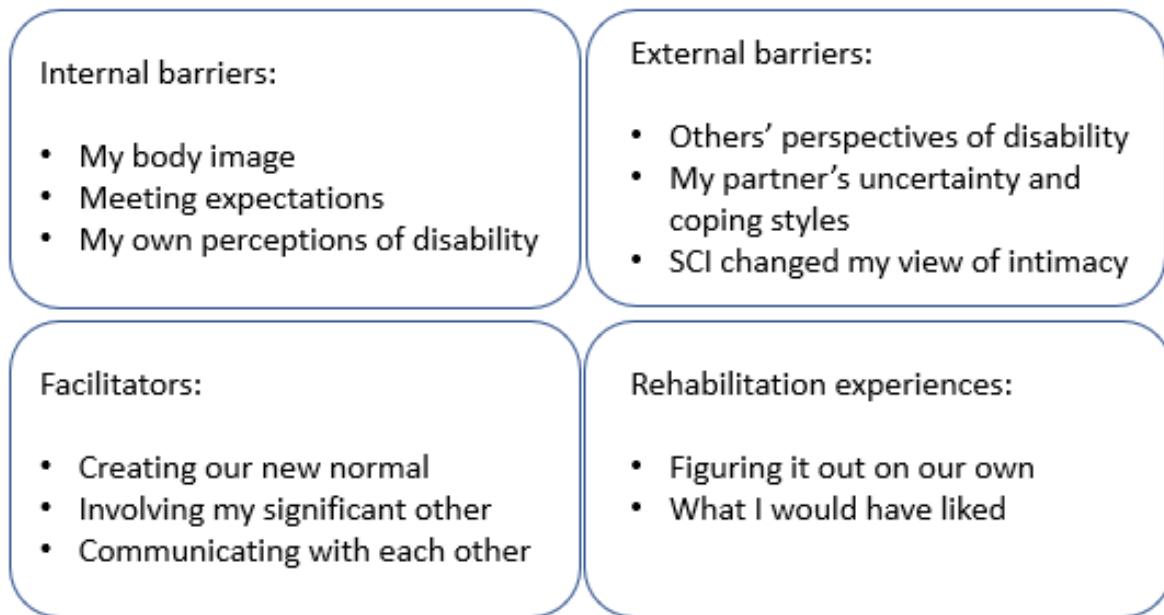 Internal barriers:
• My body image
• Meeting expectations
• My own perceptions of disability
External barriers:
• Others’ perspectives of disability
• My partner’s uncertainty and
coping styles
• SCI changed my view of intimacy
Facilitators:
• Creating our new normal
• Involving my significant other
• Communicating with each other
Rehabilitation experiences:
• Figuring it out on our own
• What I would have liked